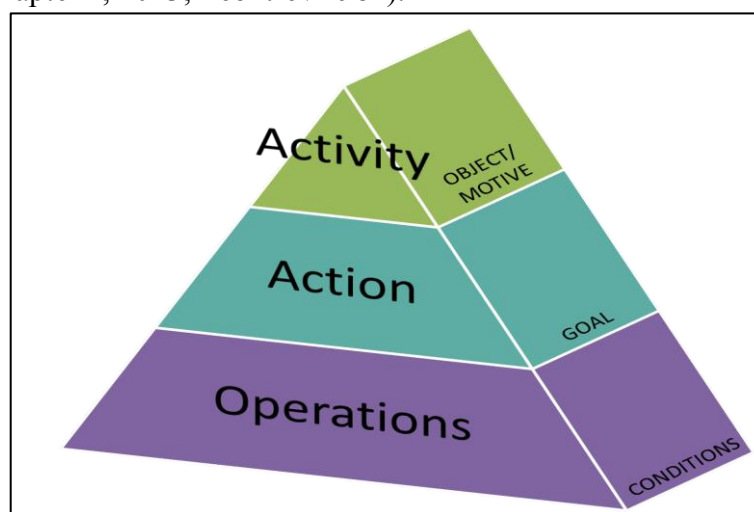 Activity
OBJECT/
MOTIVE
Action
GOAL
Operations
CONDITIONS